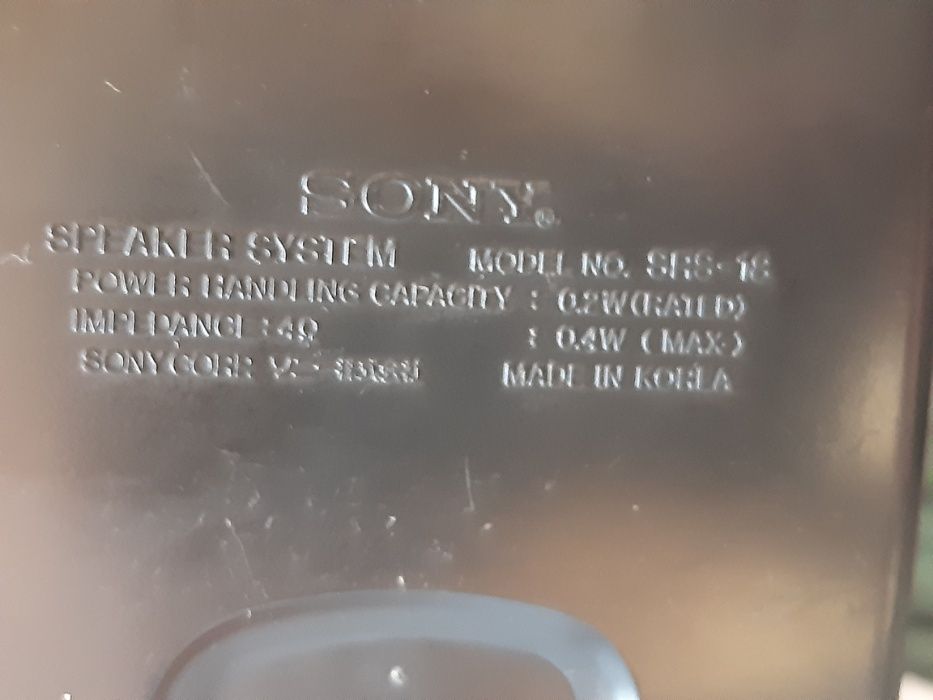 SONY®
SPEAKER SYSTEM MODEL NO. SRS-18
POWER HANDLING CAPACITY : 0.2W (RATED)
IMPEDANCE : 4Ω : 0.4W (MAX.)
SONY CORP. MADE IN KOREA